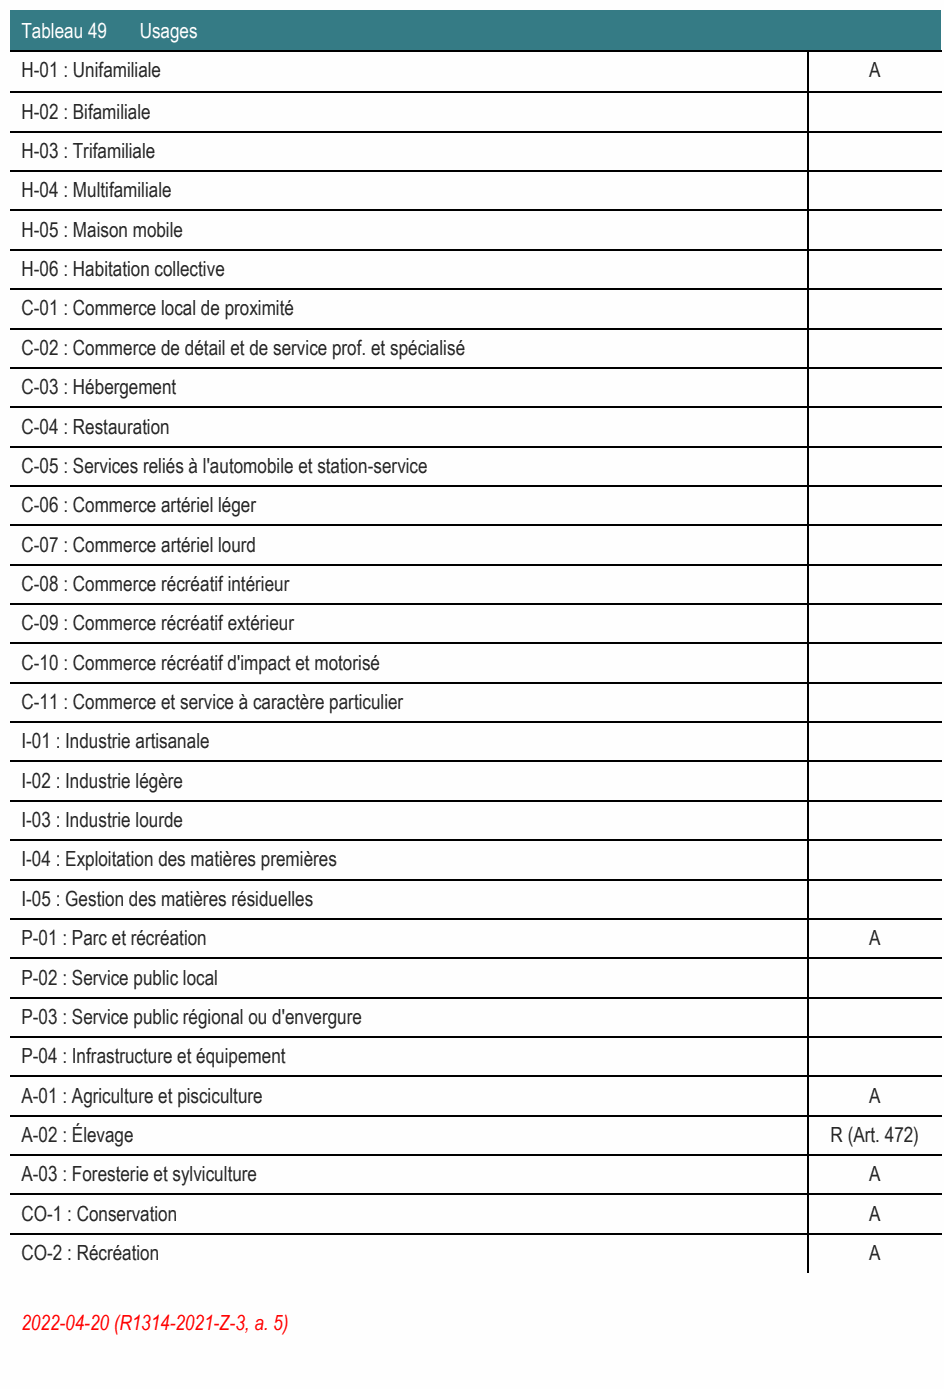 Tableau 49 Usages
H-01 : Unifamiliale A
H-02 : Bifamiliale
H-03 : Trifamiliale
H-04 : Multifamiliale
H-05 : Maison mobile
H-06 : Habitation collective
C-01 : Commerce local de proximité
C-02 : Commerce de détail et de service prof. et spécialisé
C-03 : Hébergement
C-04 : Restauration
C-05 : Services reliés à l'automobile et station-service
C-06 : Commerce artériel léger
C-07 : Commerce artériel lourd
C-08 : Commerce récréatif intérieur
C-09 : Commerce récréatif extérieur
C-10 : Commerce récréatif d'impact et motorisé
C-11 : Commerce et service à caractère particulier
I-01 : Industrie artisanale
I-02 : Industrie légère
I-03 : Industrie lourde
I-04 : Exploitation des matières premières
I-05 : Gestion des matières résiduelles
P-01 : Parc et récréation A
P-02 : Service public local
P-03 : Service public régional ou d'envergure
P-04 : Infrastructure et équipement
A-01 : Agriculture et pisciculture A
A-02 : Élevage R (Art. 472)
A-03 : Foresterie et sylviculture A
CO-1 : Conservation A
CO-2 : Récréation A
2022-04-20 (R1314-2021-Z-3, a. 5)